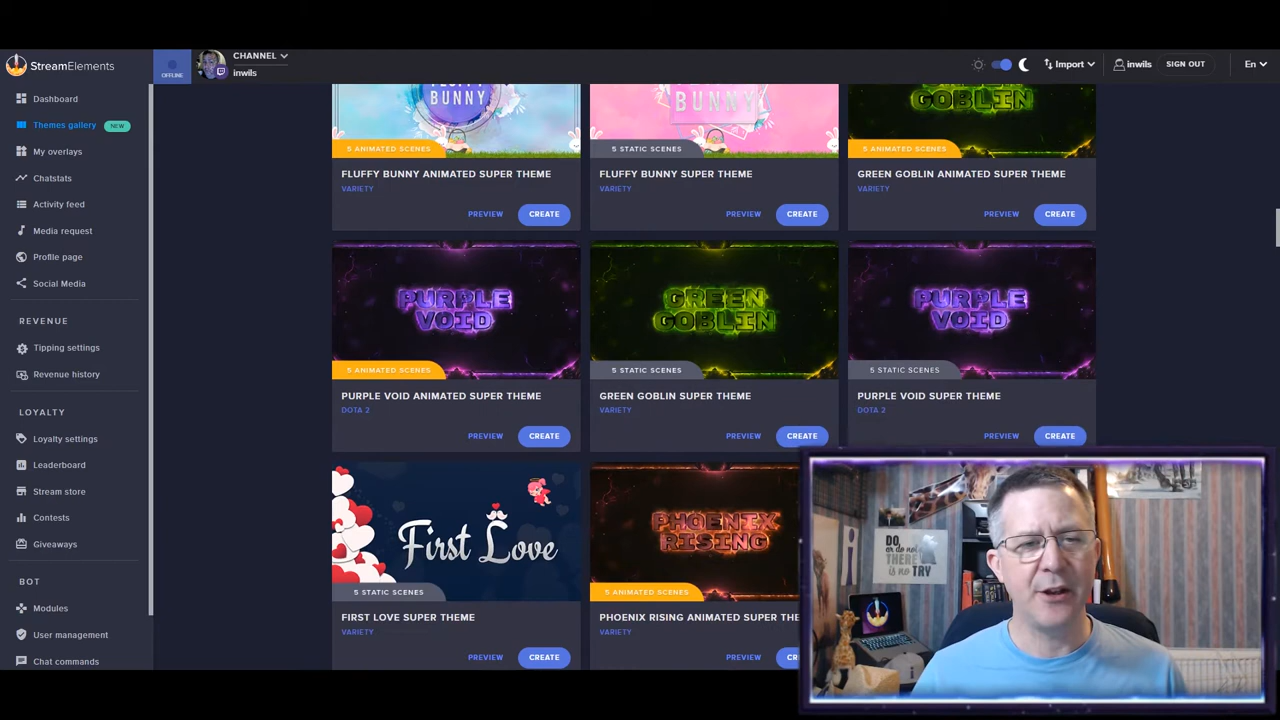 StreamElements
OFFLINE
CHANNEL
inwils
Import
inwils
SIGN OUT
En
Dashboard
Themes gallery
NEW
My overlays
Chatstats
Activity feed
Media request
Profile page
Social Media
REVENUE
Tipping settings
Revenue history
LOYALTY
Loyalty settings
Leaderboard
Stream store
Contests
Giveaways
BOT
Modules
User management
Chat commands
BUNNY
5 ANIMATED SCENES
FLUFFY BUNNY ANIMATED SUPER THEME
VARIETY
PREVIEW
CREATE
BUNNY
5 STATIC SCENES
FLUFFY BUNNY SUPER THEME
VARIETY
PREVIEW
CREATE
GOBLIN
5 ANIMATED SCENES
GREEN GOBLIN ANIMATED SUPER THEME
VARIETY
PREVIEW
CREATE
PURPLE
VOID
5 ANIMATED SCENES
PURPLE VOID ANIMATED SUPER THEME
DOTA 2
PREVIEW
CREATE
GREEN
GOBLIN
5 STATIC SCENES
GREEN GOBLIN SUPER THEME
VARIETY
PREVIEW
CREATE
PURPLE
VOID
5 STATIC SCENES
PURPLE VOID SUPER THEME
DOTA 2
PREVIEW
CREATE
First Love
5 STATIC SCENES
FIRST LOVE SUPER THEME
VARIETY
PREVIEW
CREATE
PHOENIX
RISING
5 ANIMATED SCENES
PHOENIX RISING ANIMATED SUPER THE
VARIETY
PREVIEW
CR
DO,
or do not
THERE
is no TRY